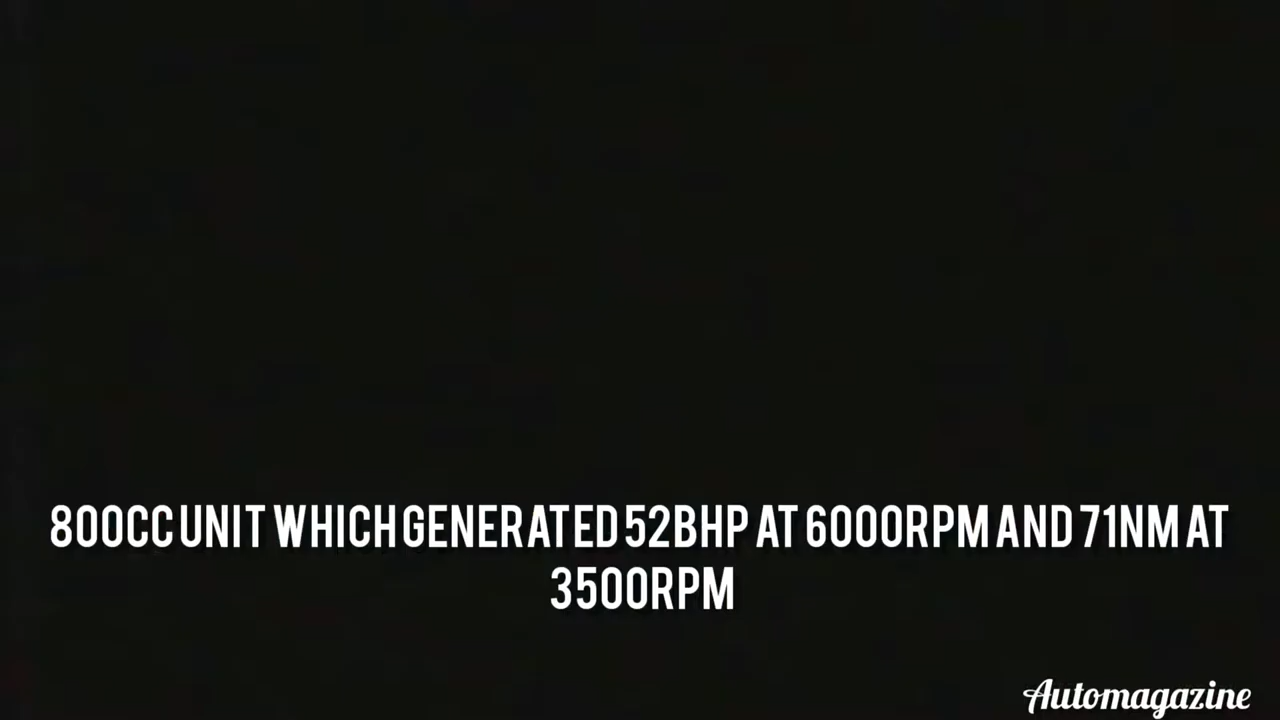 800CC UNIT WHICH GENERATED 52BHP AT 6000RPM AND 71NM AT
3500RPM
Automagazine